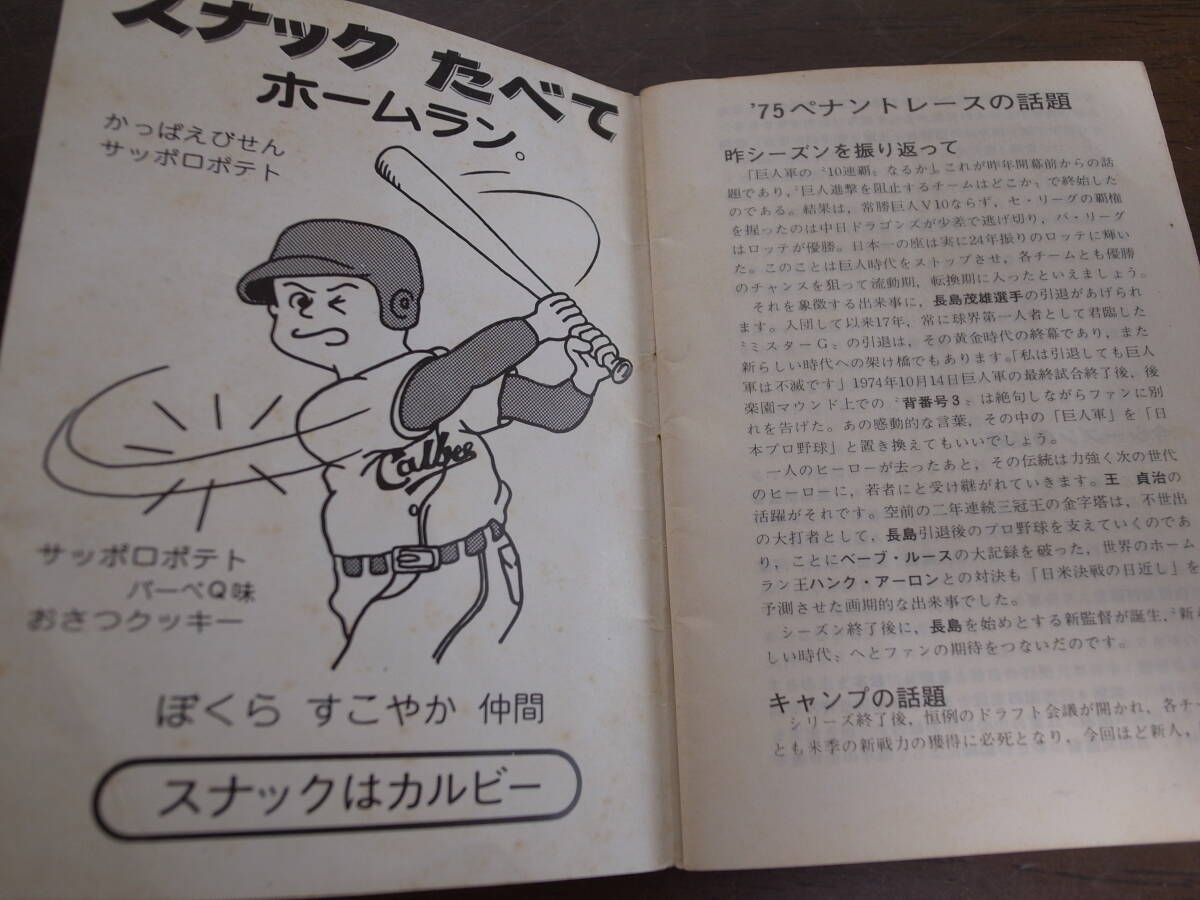 スナック たべて
ホームラン。
かっぱえびせん
サッポロポテト
Calbee
サッポロポテト
バーベQ味
おさつクッキー
ぼくら すこやか 仲間
スナックはカルビー
'75ペナントレースの話題
昨シーズンを振り返って
「巨人軍の〝10連覇〟なるか」これが昨年開幕前からの話
題であり、〝巨人進撃を阻止するチームはどこか〟で終始した
のである。結果は、常勝巨人V10ならず、セ・リーグの覇権
を握ったのは中日ドラゴンズが少差で逃げ切り、パ・リーグ
はロッテが優勝。日本一の座は実に24年振りのロッテに輝い
た。このことは巨人時代をストップさせ、各チームとも優勝
のチャンスを狙って流動期、転換期に入ったといえましょう。
それを象徴する出来事に、長島茂雄選手の引退があげられ
ます。入団して以来17年、常に球界第一人者として君臨した
〝ミスターG〟の引退は、その黄金時代の終幕であり、また
新らしい時代への架け橋でもあります。「私は引退しても巨人
軍は不滅です」1974年10月14日巨人軍の最終試合終了後、後
楽園マウンド上での〝背番号3〟は絶句しながらファンに別
れを告げた。あの感動的な言葉、その中の「巨人軍」を「日
本プロ野球」と置き換えてもいいでしょう。
一人のヒーローが去ったあと、その伝統は力強く次の世代
のヒーローに、若者にと受け継がれていきます。王 貞治の
活躍がそれです。空前の二年連続三冠王の金字塔は、不世出
の大打者として、長島引退後のプロ野球を支えていくのであ
り、ことにベーブ・ルースの大記録を破った、世界のホーム
ラン王ハンク・アーロンとの対決も「日米決戦の日近し」を
予測させた画期的な出来事でした。
シーズン終了後に、長島を始めとする新監督が誕生、〝新
しい時代〟へとファンの期待をつないだのです。
キャンプの話題
シリーズ終了後、恒例のドラフト会議が開かれ、各チー
とも来季の新戦力の獲得に必死となり、今回ほど新人、